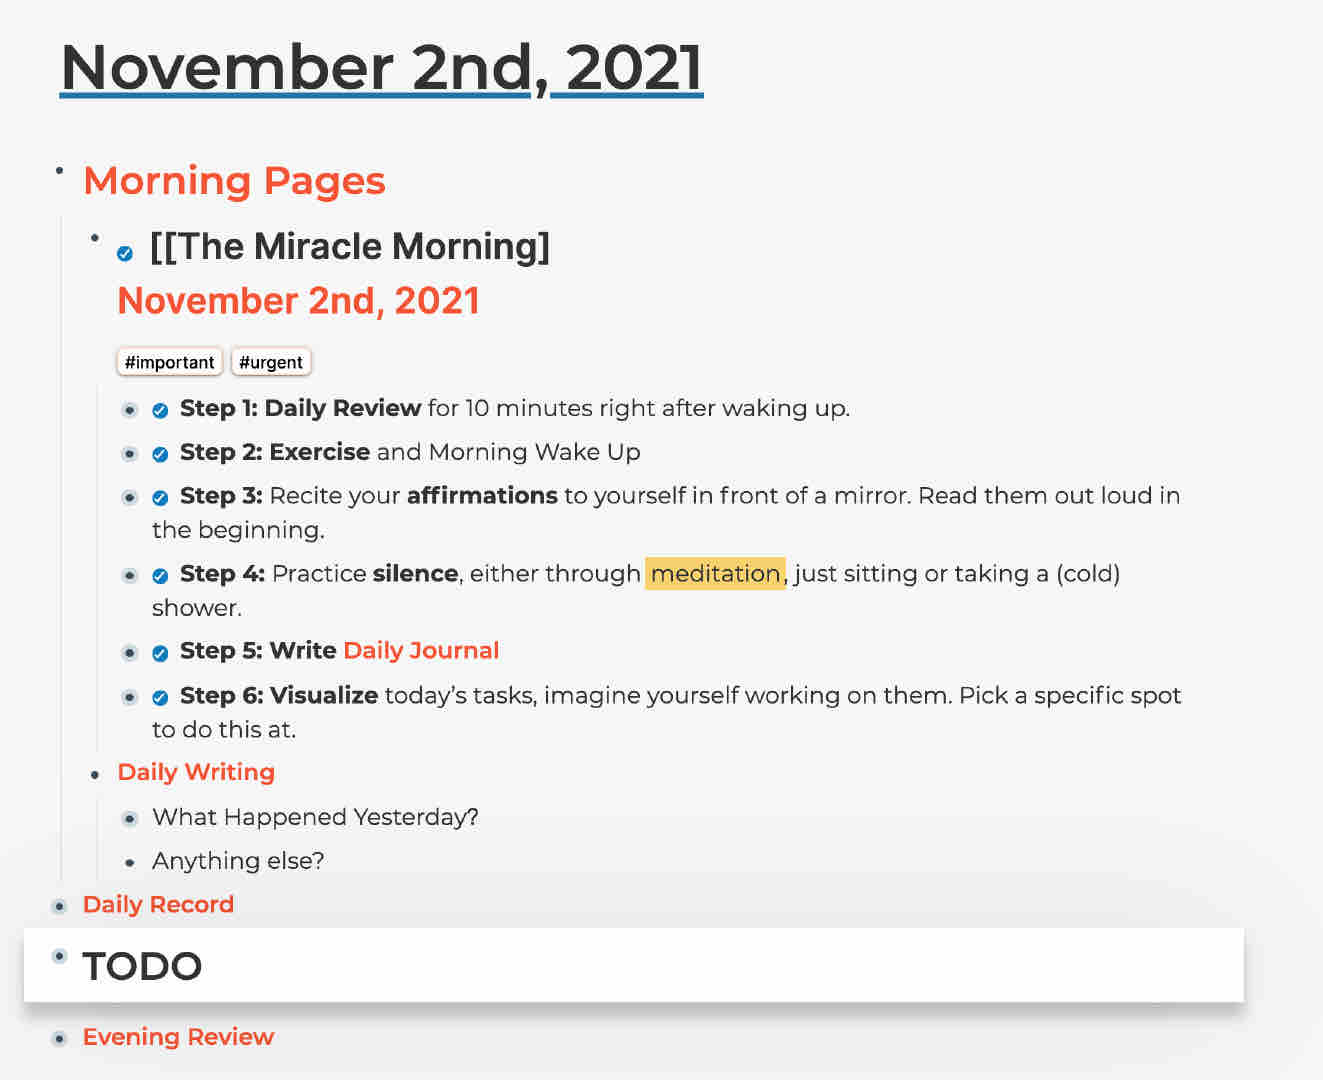 November 2nd, 2021
Morning Pages
[[The Miracle Morning]
November 2nd, 2021
#important #urgent
Step 1: Daily Review for 10 minutes right after waking up.
Step 2: Exercise and Morning Wake Up
Step 3: Recite your affirmations to yourself in front of a mirror. Read them out loud in
the beginning.
Step 4: Practice silence, either through meditation, just sitting or taking a (cold)
shower.
Step 5: Write Daily Journal
Step 6: Visualize today's tasks, imagine yourself working on them. Pick a specific spot
to do this at.
Daily Writing
What Happened Yesterday?
Anything else?
Daily Record
TODO
Evening Review